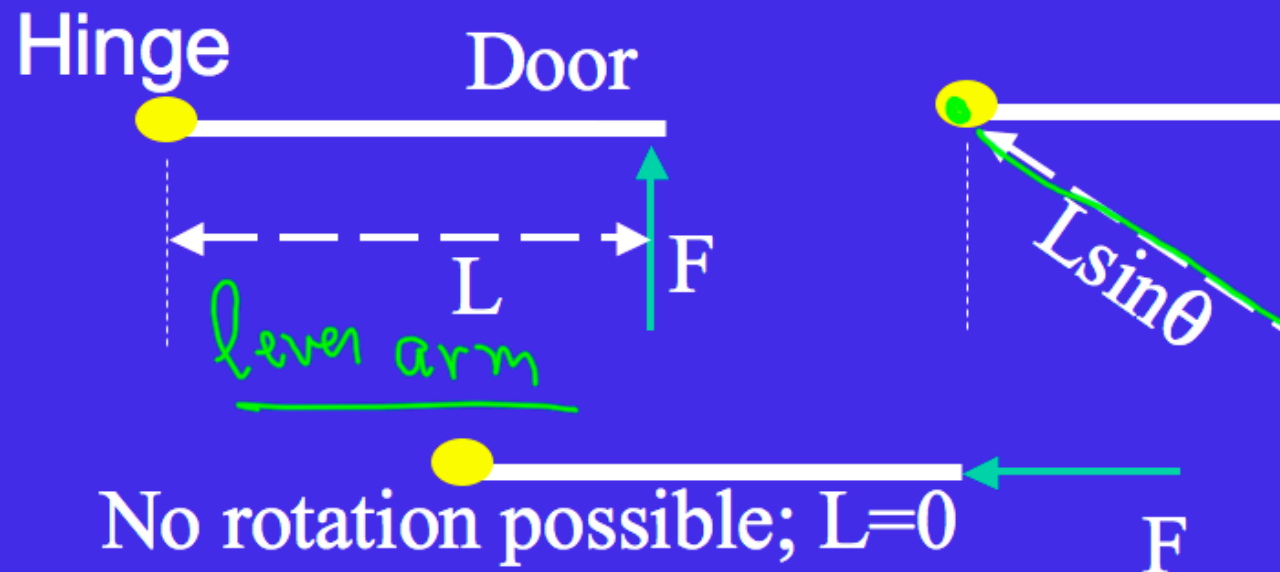 Hinge
Door
L
F
Lsinθ
lever arm
No rotation possible; L=0
F